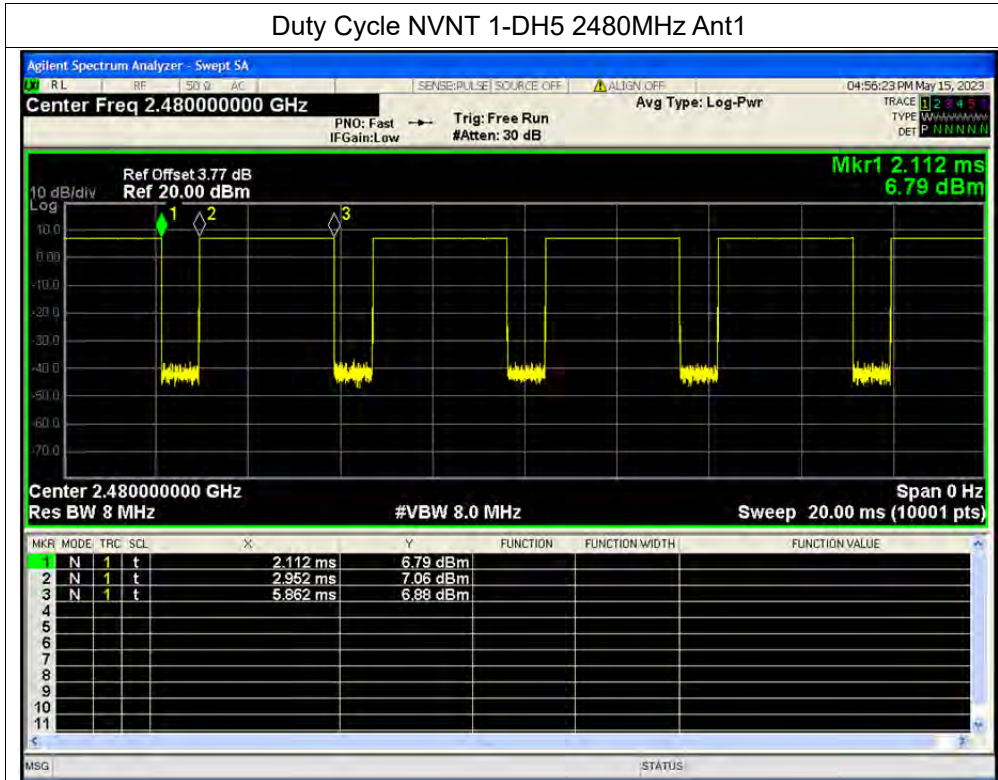 Duty Cycle NVNT 1-DH5 2480MHz Ant1
Agilent Spectrum Analyzer - Swept SA
RL RF 50 Ω AC SENSE:PULSE SOURCE OFF ALIGN OFF 04:56:23 PM May 15, 2023
Center Freq 2.480000000 GHz Avg Type: Log-Pwr TRACE 1 2 3 4 5
PNO: Fast Trig: Free Run TYPE W
IFGain:Low #Atten: 30 dB DET P N N N N N
Mkr1 2.112 ms
Ref Offset 3.77 dB
10 dB/div Ref 20.00 dBm 6.79 dBm
Log
1 2 3
10.0
0.00
-10.0
-20.0
-30.0
-40.0
-50.0
-60.0
-70.0
Center 2.480000000 GHz Span 0 Hz
Res BW 8 MHz #VBW 8.0 MHz Sweep 20.00 ms (10001 pts)
MKR MODE TRC SCL X Y FUNCTION FUNCTION WIDTH FUNCTION VALUE
1 N 1 t 2.112 ms 6.79 dBm
2 N 1 t 2.952 ms 7.06 dBm
3 N 1 t 5.862 ms 6.88 dBm
4
5
6
7
8
9
10
11
MSG STATUS